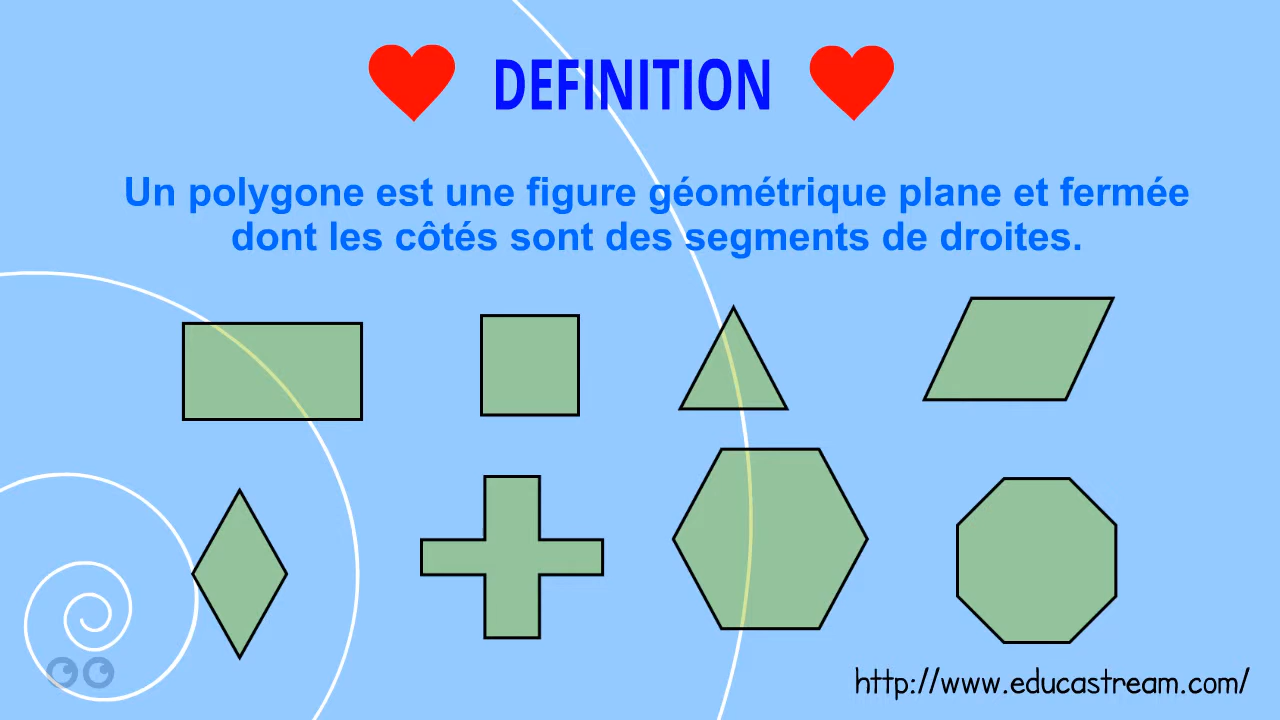 DEFINITION
Un polygone est une figure géométrique plane et fermée
dont les côtés sont des segments de droites.
http://www.educastream.com/